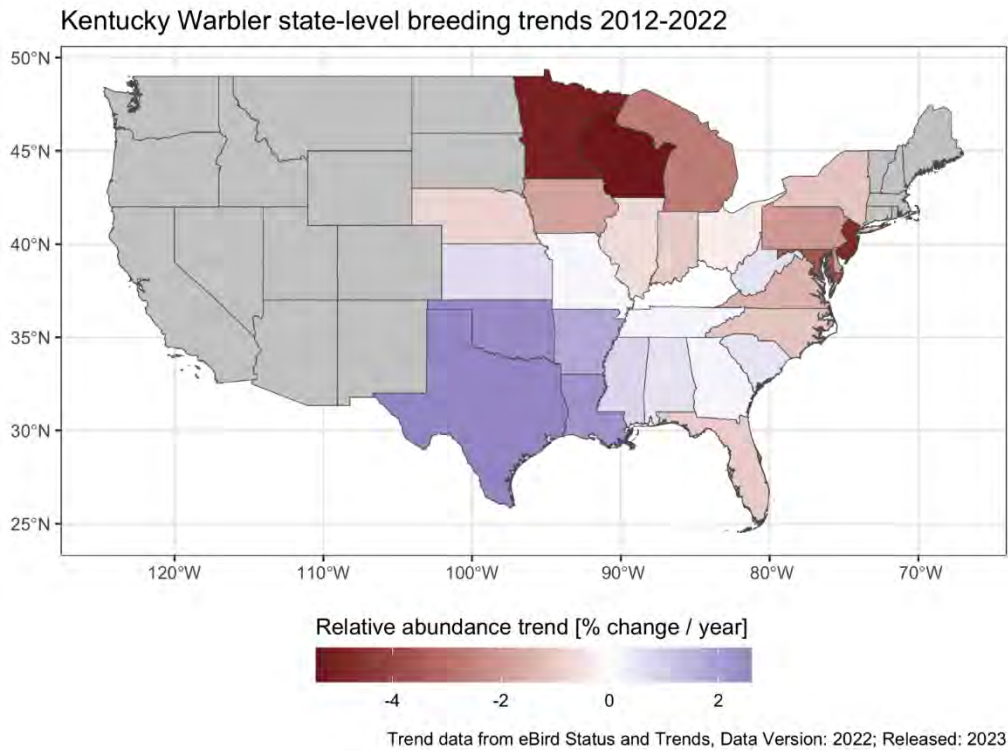 Kentucky Warbler state-level breeding trends 2012-2022
50°N
45°N
40°N
35°N
30°N
25°N
120°W 110°W 100°W 90°W 80°W 70°W
Relative abundance trend [% change / year]
-4 -2 0 2
Trend data from eBird Status and Trends, Data Version: 2022; Released: 2023